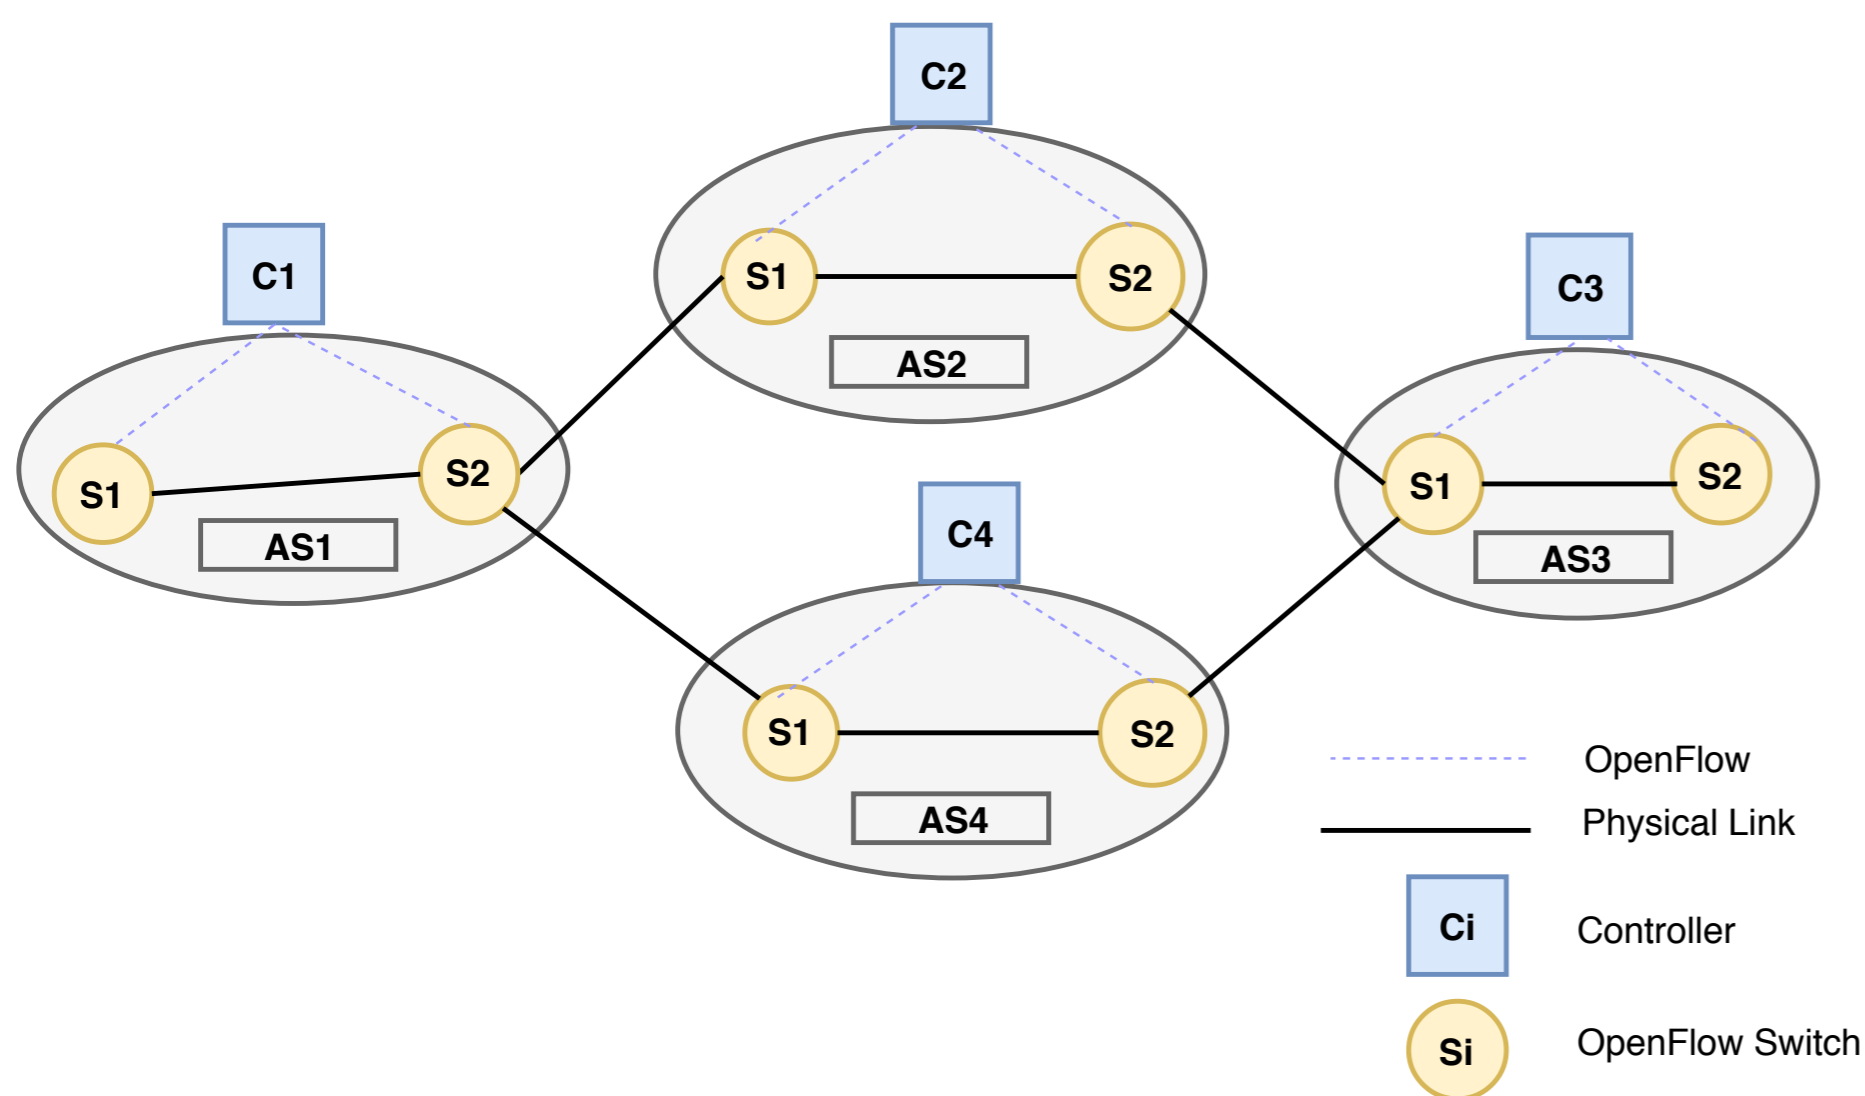 C2
C1
S1
S2
C3
AS2
S1
S2
AS1
S1
S2
AS3
C4
S1
S2
AS4
OpenFlow
Physical Link
Ci
Controller
Si
OpenFlow Switch